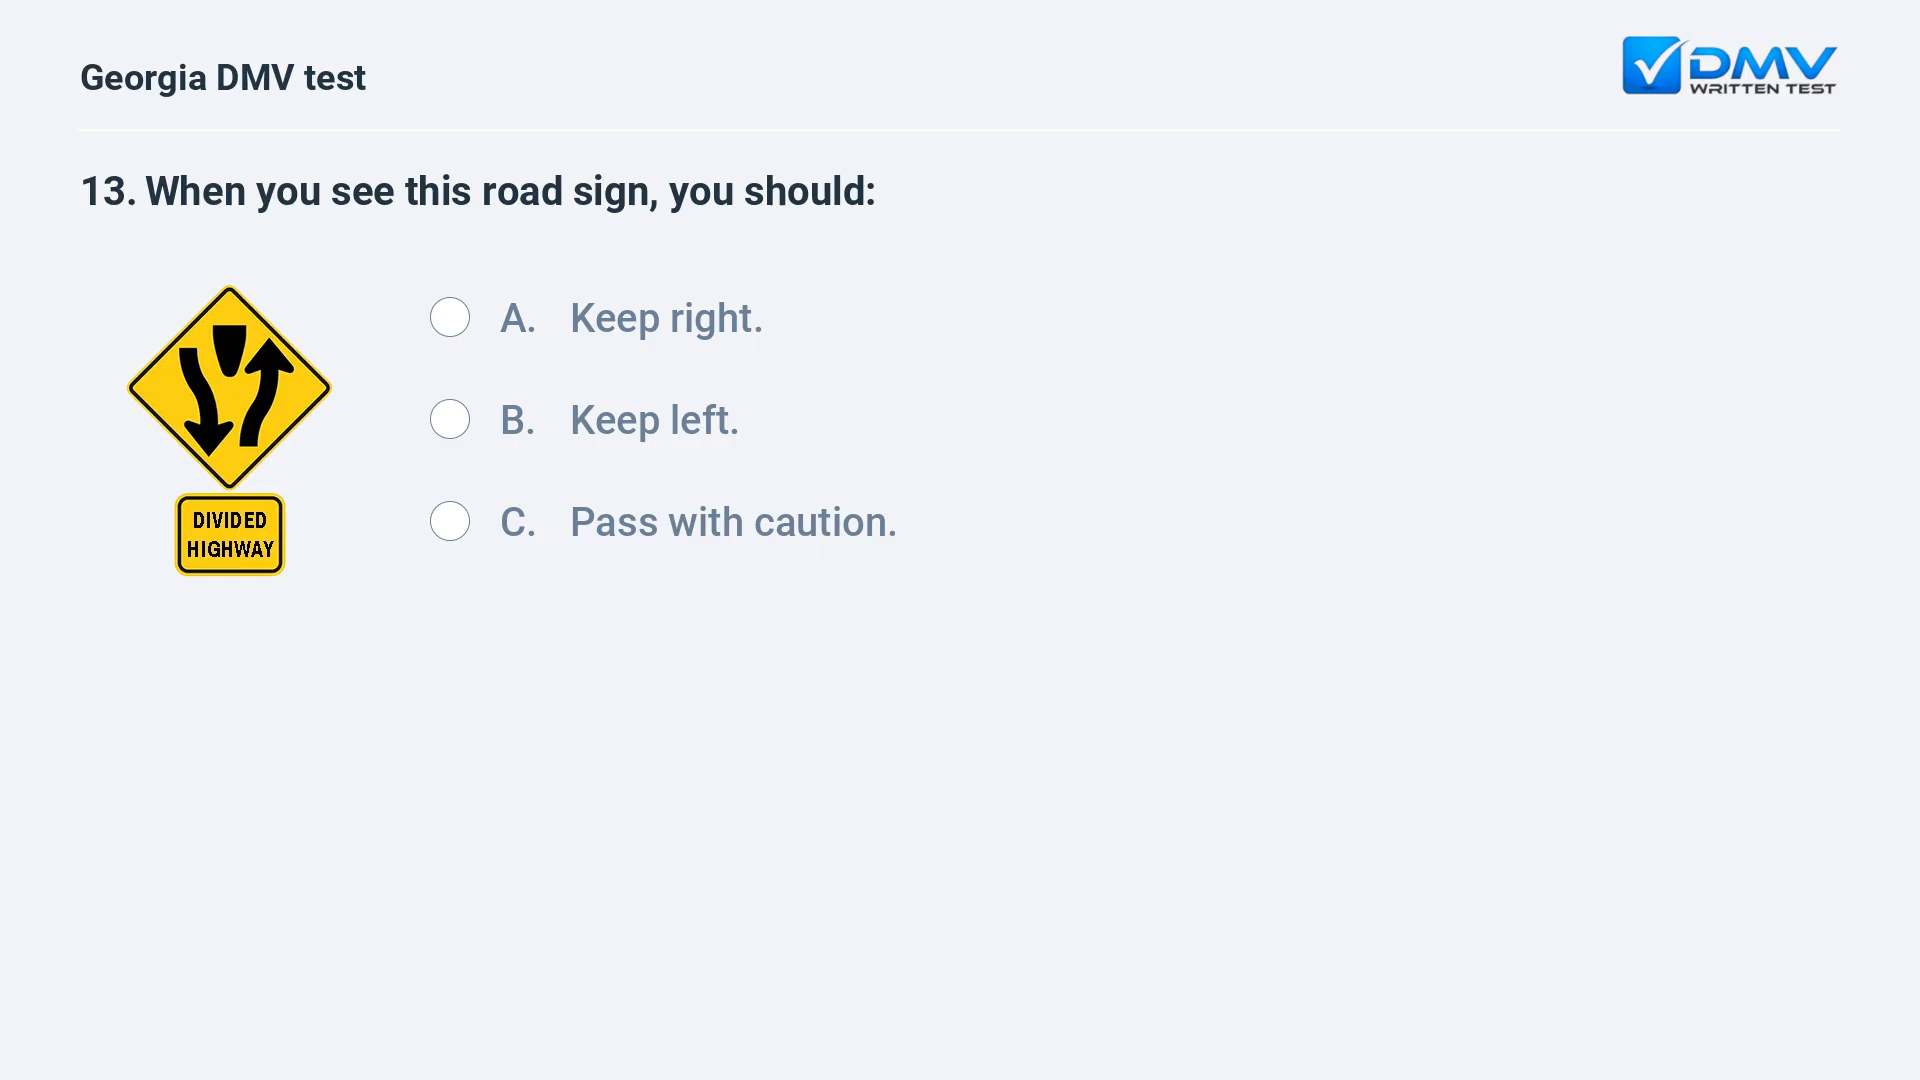 Georgia DMV test
DMV
WRITTEN TEST
13. When you see this road sign, you should:
A. Keep right.
B. Keep left.
C. Pass with caution.
DIVIDED
HIGHWAY